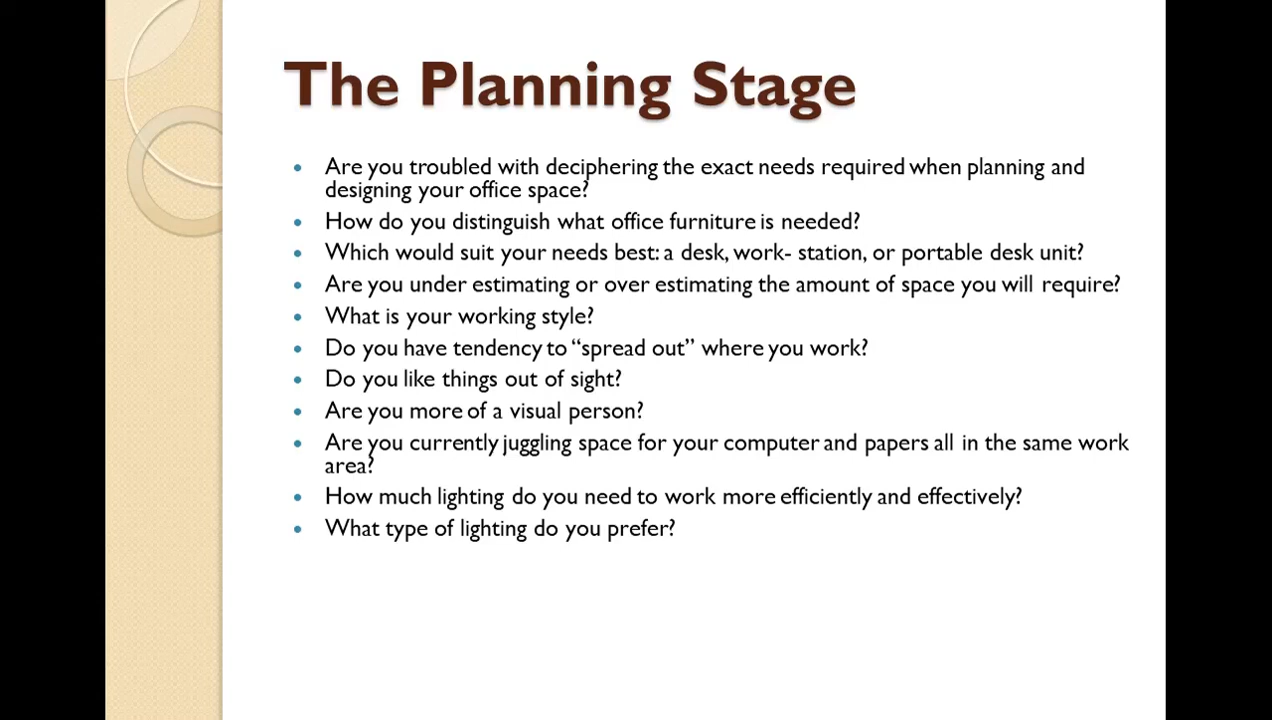 The Planning Stage
• Are you troubled with deciphering the exact needs required when planning and
designing your office space?
• How do you distinguish what office furniture is needed?
• Which would suit your needs best: a desk, work- station, or portable desk unit?
• Are you under estimating or over estimating the amount of space you will require?
• What is your working style?
• Do you have tendency to “spread out” where you work?
• Do you like things out of sight?
• Are you more of a visual person?
• Are you currently juggling space for your computer and papers all in the same work
area?
• How much lighting do you need to work more efficiently and effectively?
• What type of lighting do you prefer?